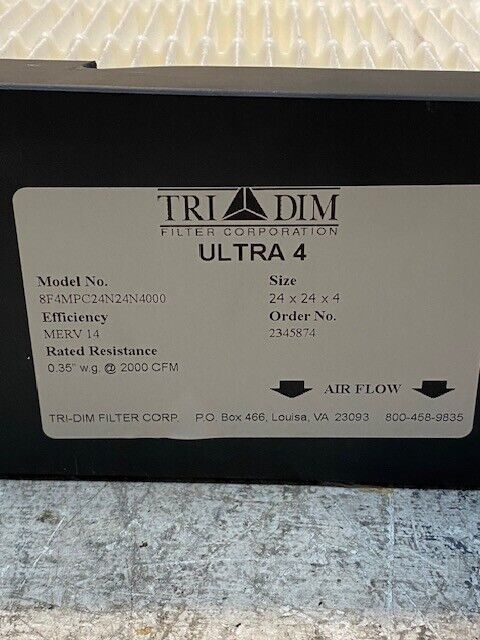 TRI DIM
FILTER CORPORATION
ULTRA 4
Model No.
8F4MPC24N24N4000
Efficiency
MERV 14
Rated Resistance
0.35" w.g. @ 2000 CFM
Size
24 x 24 x 4
Order No.
2345874
AIR FLOW
TRI-DIM FILTER CORP. P.O. Box 466, Louisa, VA 23093 800-458-9835